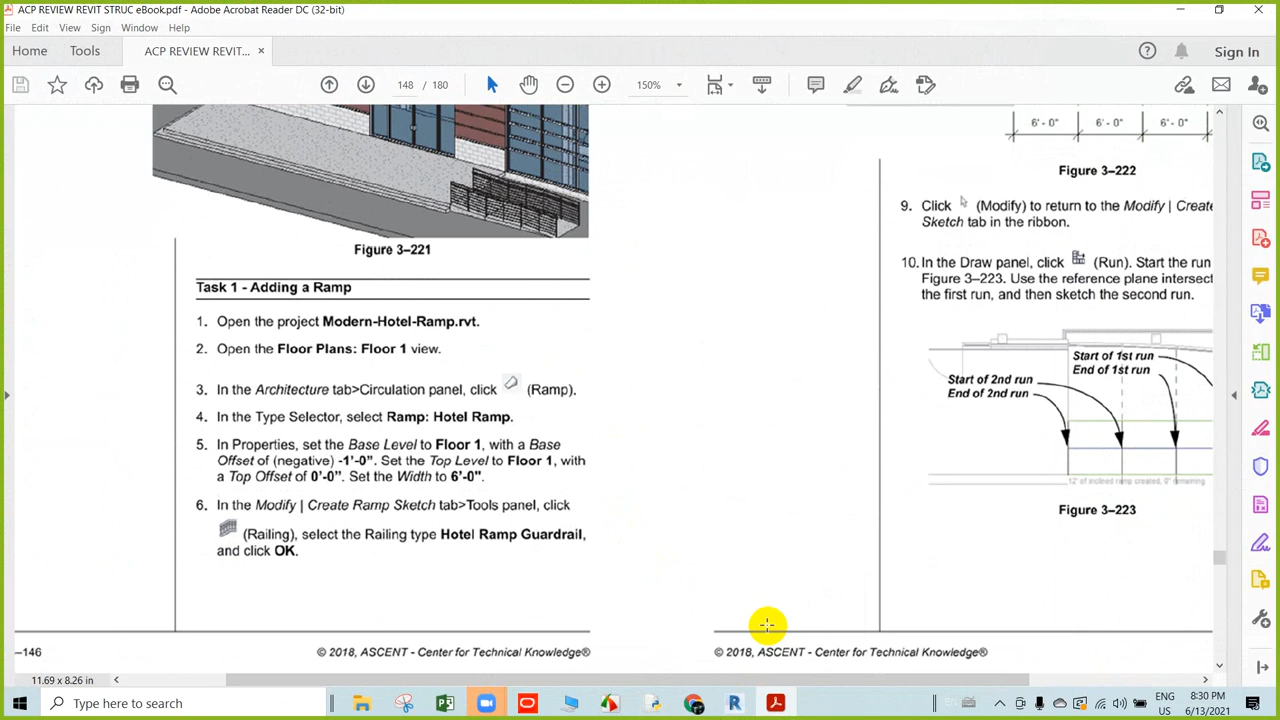 ACP REVIEW REVIT STRUC eBook.pdf - Adobe Acrobat Reader DC (32-bit)
File Edit View Sign Window Help
Home Tools ACP REVIEW REVIT... × Sign In
148 / 180 150%
Figure 3–221
Task 1 - Adding a Ramp
1. Open the project Modern-Hotel-Ramp.rvt.
2. Open the Floor Plans: Floor 1 view.
3. In the Architecture tab>Circulation panel, click (Ramp).
4. In the Type Selector, select Ramp: Hotel Ramp.
5. In Properties, set the Base Level to Floor 1, with a Base
Offset of (negative) -1'-0". Set the Top Level to Floor 1, with
a Top Offset of 0'-0". Set the Width to 6'-0".
6. In the Modify | Create Ramp Sketch tab>Tools panel, click
(Railing), select the Railing type Hotel Ramp Guardrail,
and click OK.
–146 © 2018, ASCENT - Center for Technical Knowledge®
6' - 0" 6' - 0" 6' - 0"
Figure 3–222
9. Click (Modify) to return to the Modify | Create
Sketch tab in the ribbon.
10. In the Draw panel, click (Run). Start the run
Figure 3–223. Use the reference plane intersect
the first run, and then sketch the second run.
Start of 1st run
End of 1st run
Start of 2nd run
End of 2nd run
12' of inclined ramp created, 0" remaining
Figure 3–223
© 2018, ASCENT - Center for Technical Knowledge®
11.69 x 8.26 in
Type here to search
ENG
US
8:30 PM
6/13/2021